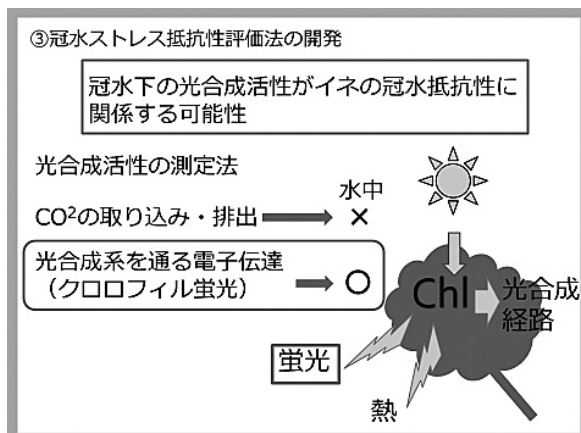 ③冠水ストレス抵抗性評価法の開発
冠水下の光合成活性がイネの冠水抵抗性に
関係する可能性
光合成活性の測定法
水中
CO²の取り込み・排出 ×
光合成系を通る電子伝達
（クロロフィル蛍光） ○
Chl
光合成
経路
蛍光
熱